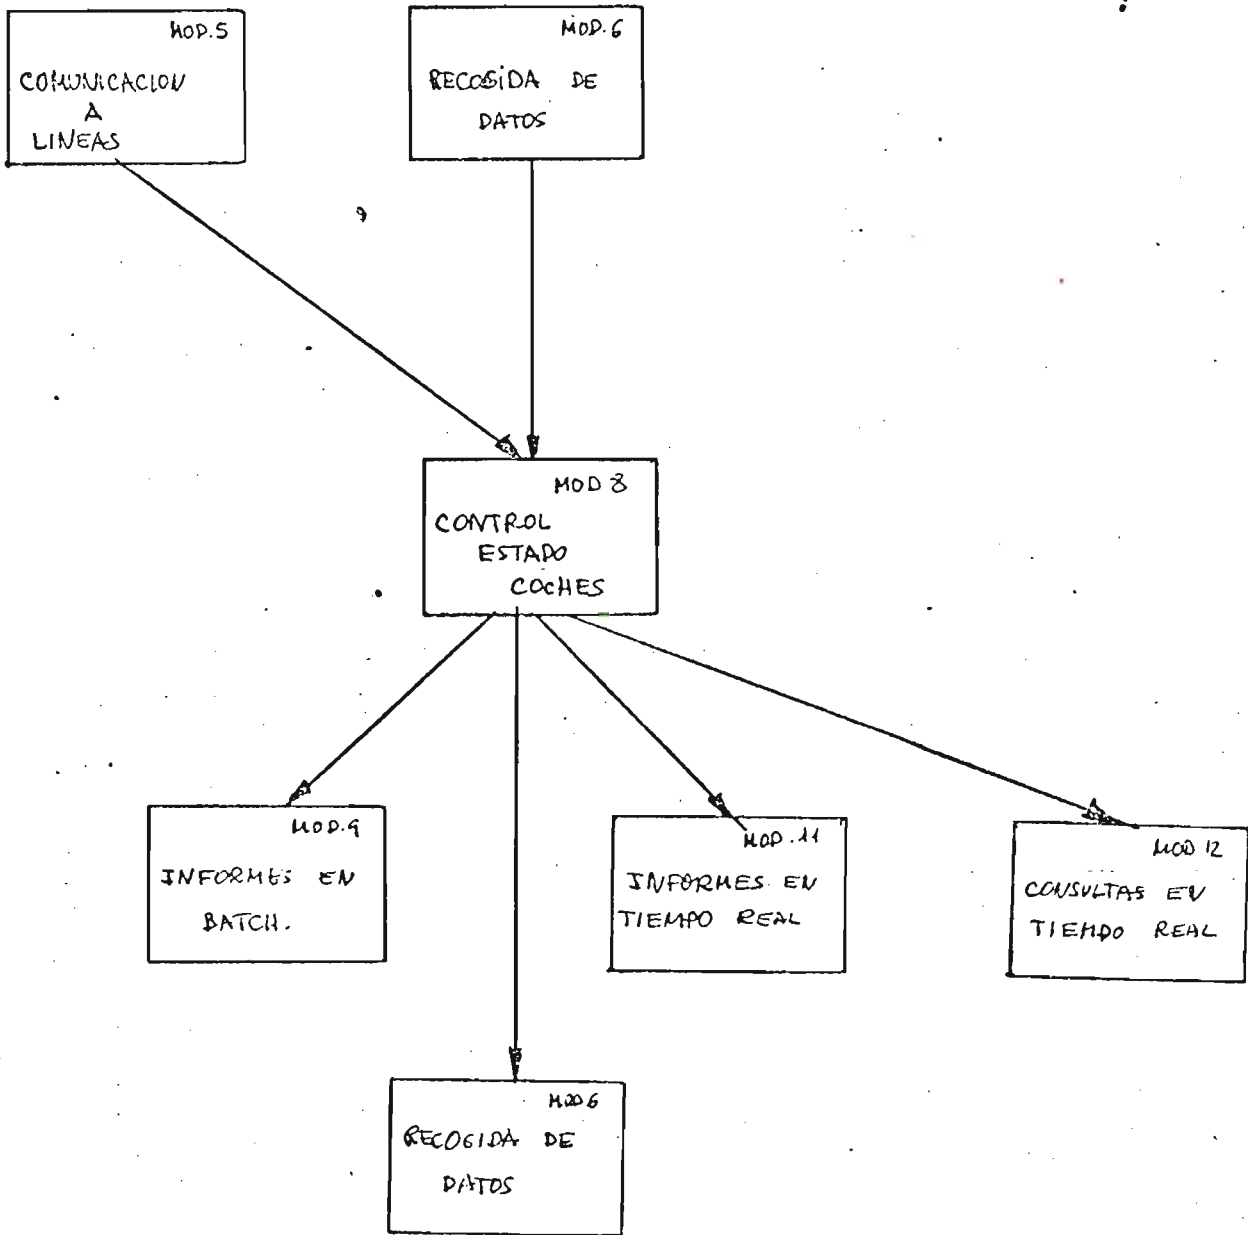 MOD.5
COMUNICACION
A
LINEAS
MOD.6
RECOGIDA DE
DATOS
MOD 8
CONTROL
ESTADO
COCHES
MOD.9
INFORMES EN
BATCH.
MOD.11
INFORMES EN
TIEMPO REAL
MOD 12
CONSULTAS EN
TIEMPO REAL
MOD 6
RECOGIDA DE
DATOS